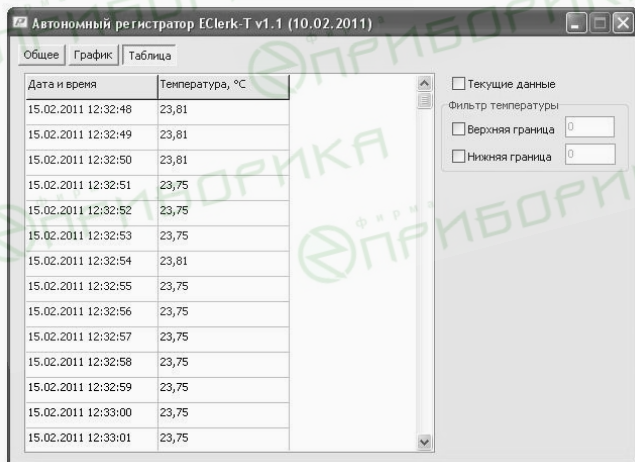 Автономный регистратор EClerk-T v1.1 (10.02.2011)
Общее График Таблица
Дата и время Температура, °C
15.02.2011 12:32:48 23,81
15.02.2011 12:32:49 23,81
15.02.2011 12:32:50 23,81
15.02.2011 12:32:51 23,75
15.02.2011 12:32:52 23,75
15.02.2011 12:32:53 23,75
15.02.2011 12:32:54 23,81
15.02.2011 12:32:55 23,75
15.02.2011 12:32:56 23,75
15.02.2011 12:32:57 23,75
15.02.2011 12:32:58 23,75
15.02.2011 12:32:59 23,75
15.02.2011 12:33:00 23,75
15.02.2011 12:33:01 23,75
Текущие данные
Фильтр температуры
Верхняя граница 0
Нижняя граница 0
фирма
ПРИБОРИКА